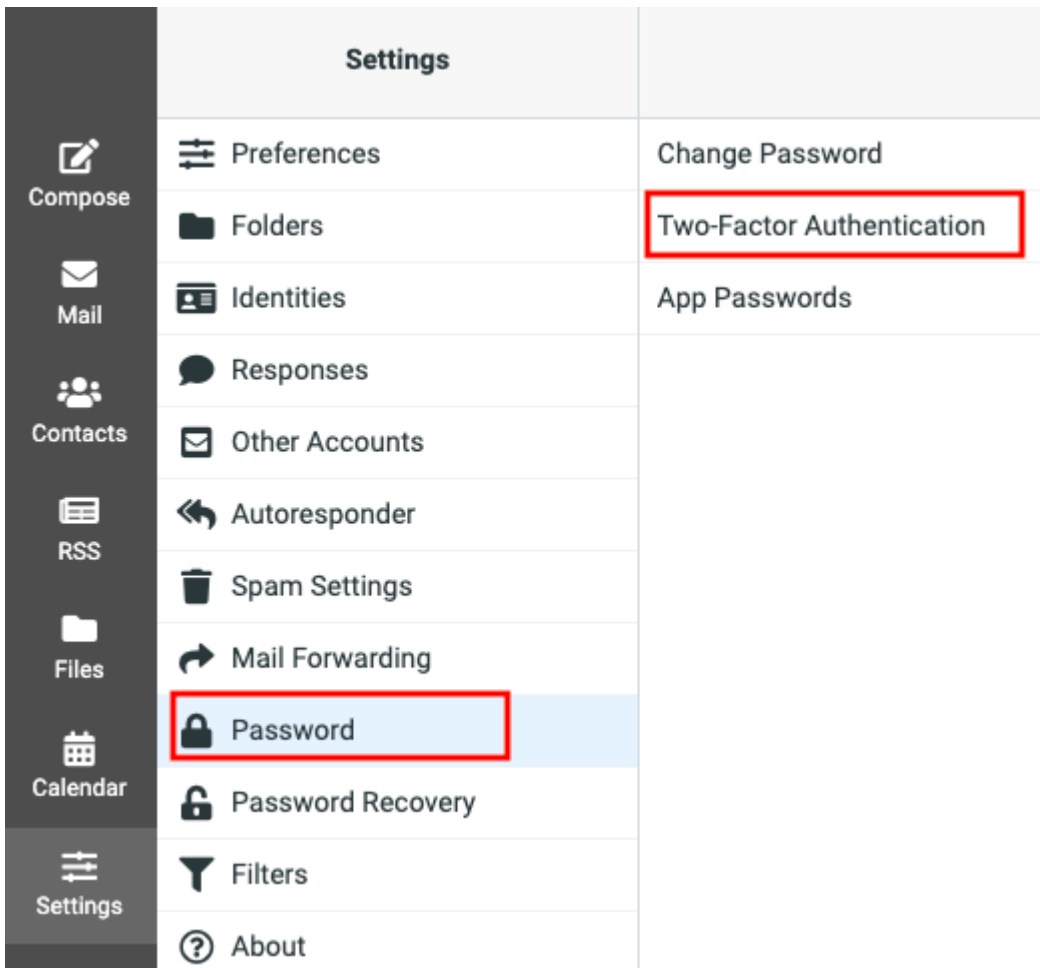 Settings
Compose
Mail
Contacts
RSS
Files
Calendar
Settings
Preferences
Folders
Identities
Responses
Other Accounts
Autoresponder
Spam Settings
Mail Forwarding
Password
Password Recovery
Filters
About
Change Password
Two-Factor Authentication
App Passwords